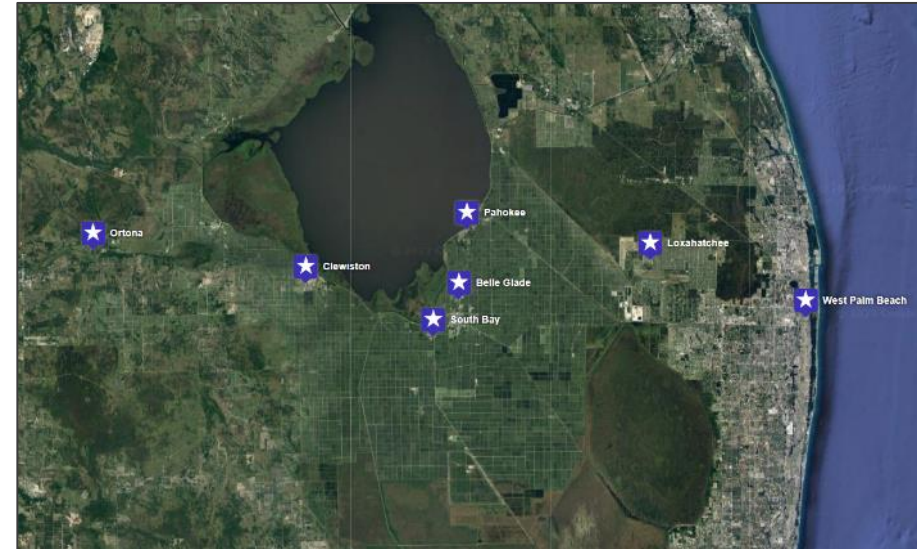 Pahokee
Ortona
Loxahatchee
Clewiston
Belle Glade
West Palm Beach
South Bay